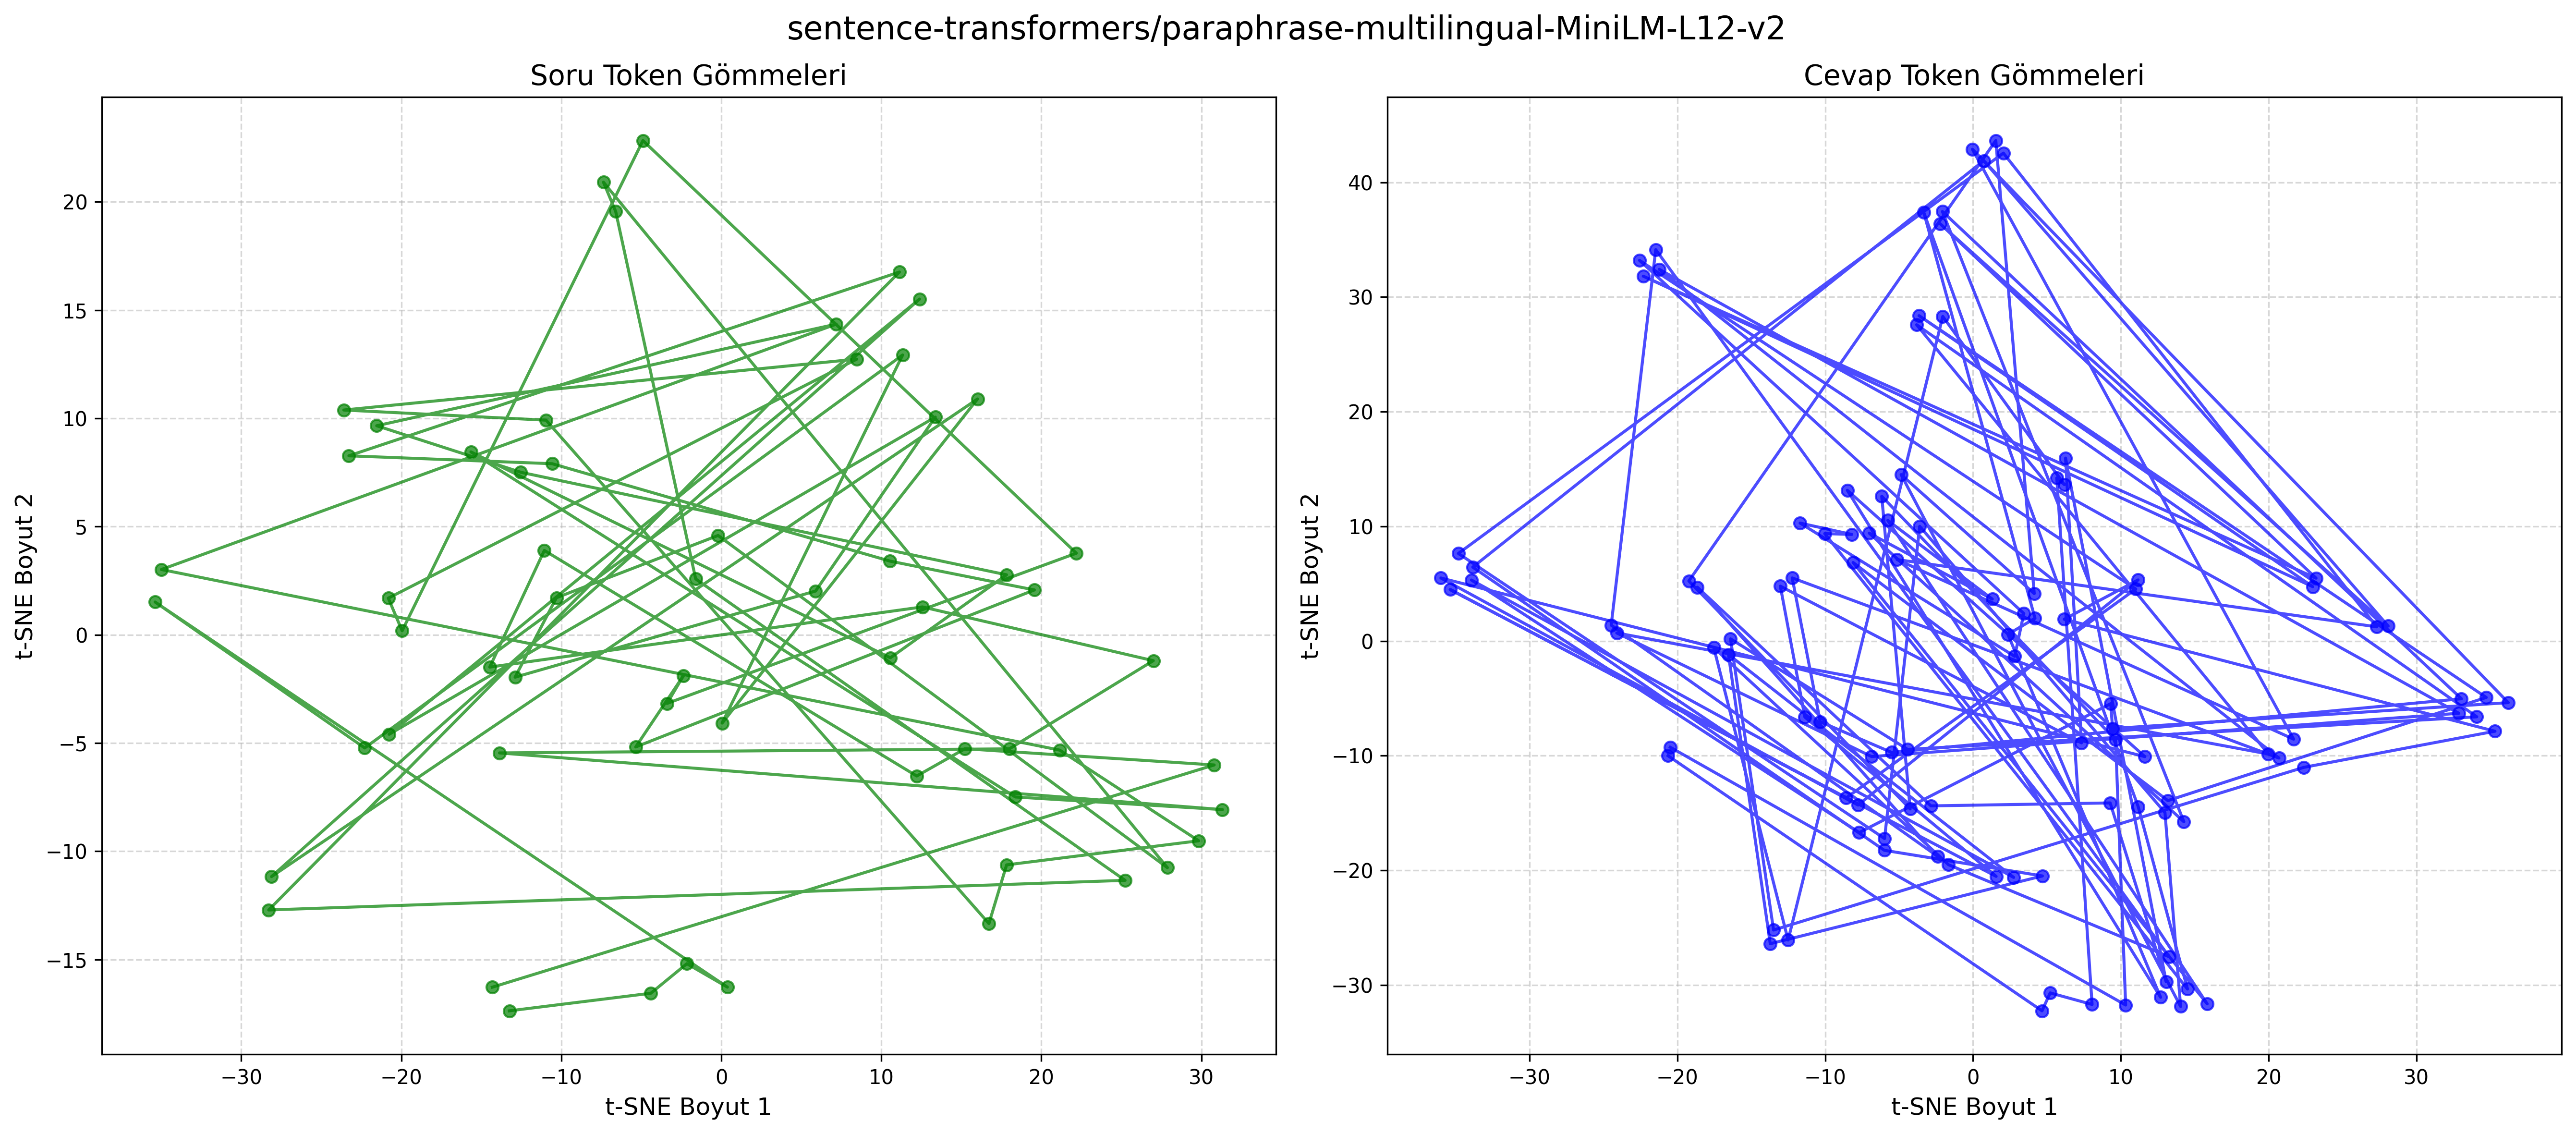 sentence-transformers/paraphrase-multilingual-MiniLM-L12-v2
Soru Token Gömmeleri
20
15
10
5
0
−5
−10
−15
t-SNE Boyut 2
−30 −20 −10 0 10 20 30
t-SNE Boyut 1
Cevap Token Gömmeleri
40
30
20
10
0
−10
−20
−30
t-SNE Boyut 2
−30 −20 −10 0 10 20 30
t-SNE Boyut 1